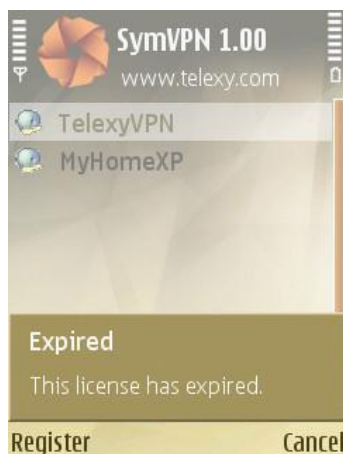 SymVPN 1.00
www.telexy.com
TelexyVPN
MyHomeXP
Expired
This license has expired.
Register Cancel